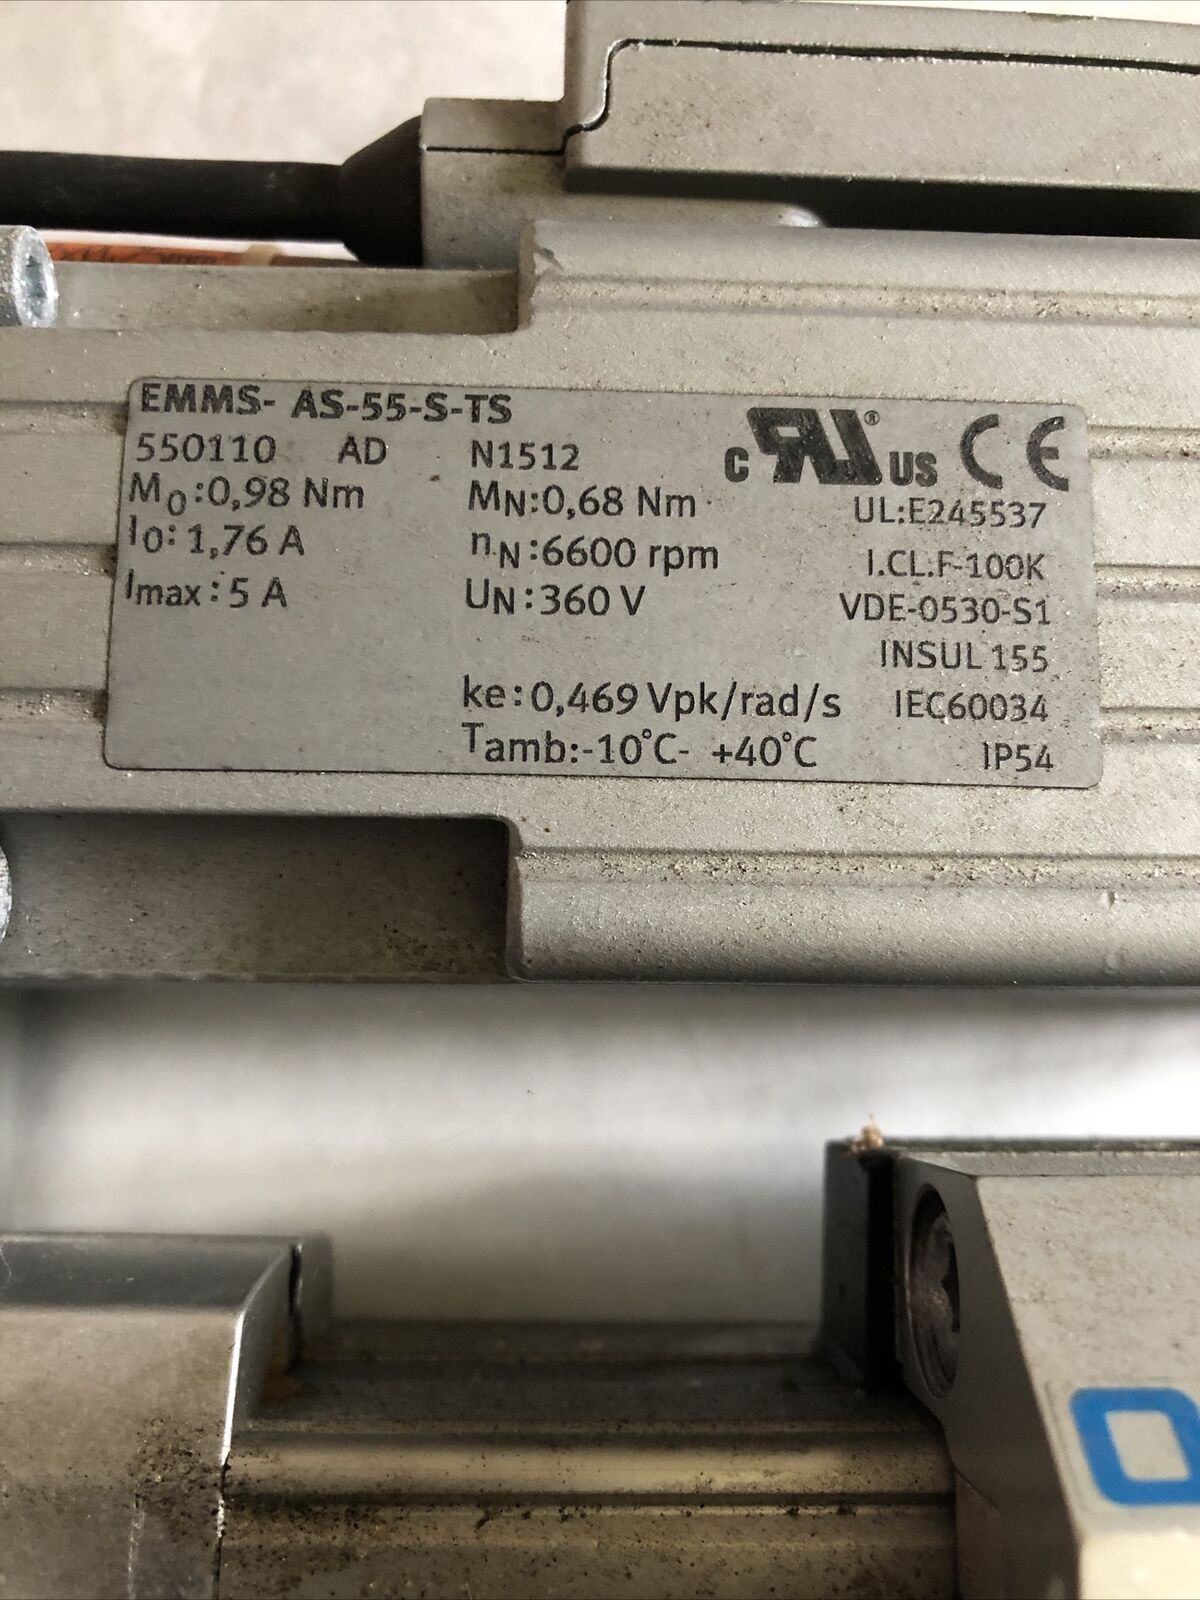 EMMS- AS-55-S-TS
550110 AD N1512
M0:0,98 Nm MN:0,68 Nm
I0:1,76 A nN:6600 rpm
Imax:5 A UN:360 V
ke:0,469 Vpk/rad/s
Tamb:-10°C- +40°C
c RU® US CE
UL:E245537
I.CL.F-100K
VDE-0530-S1
INSUL 155
IEC60034
IP54